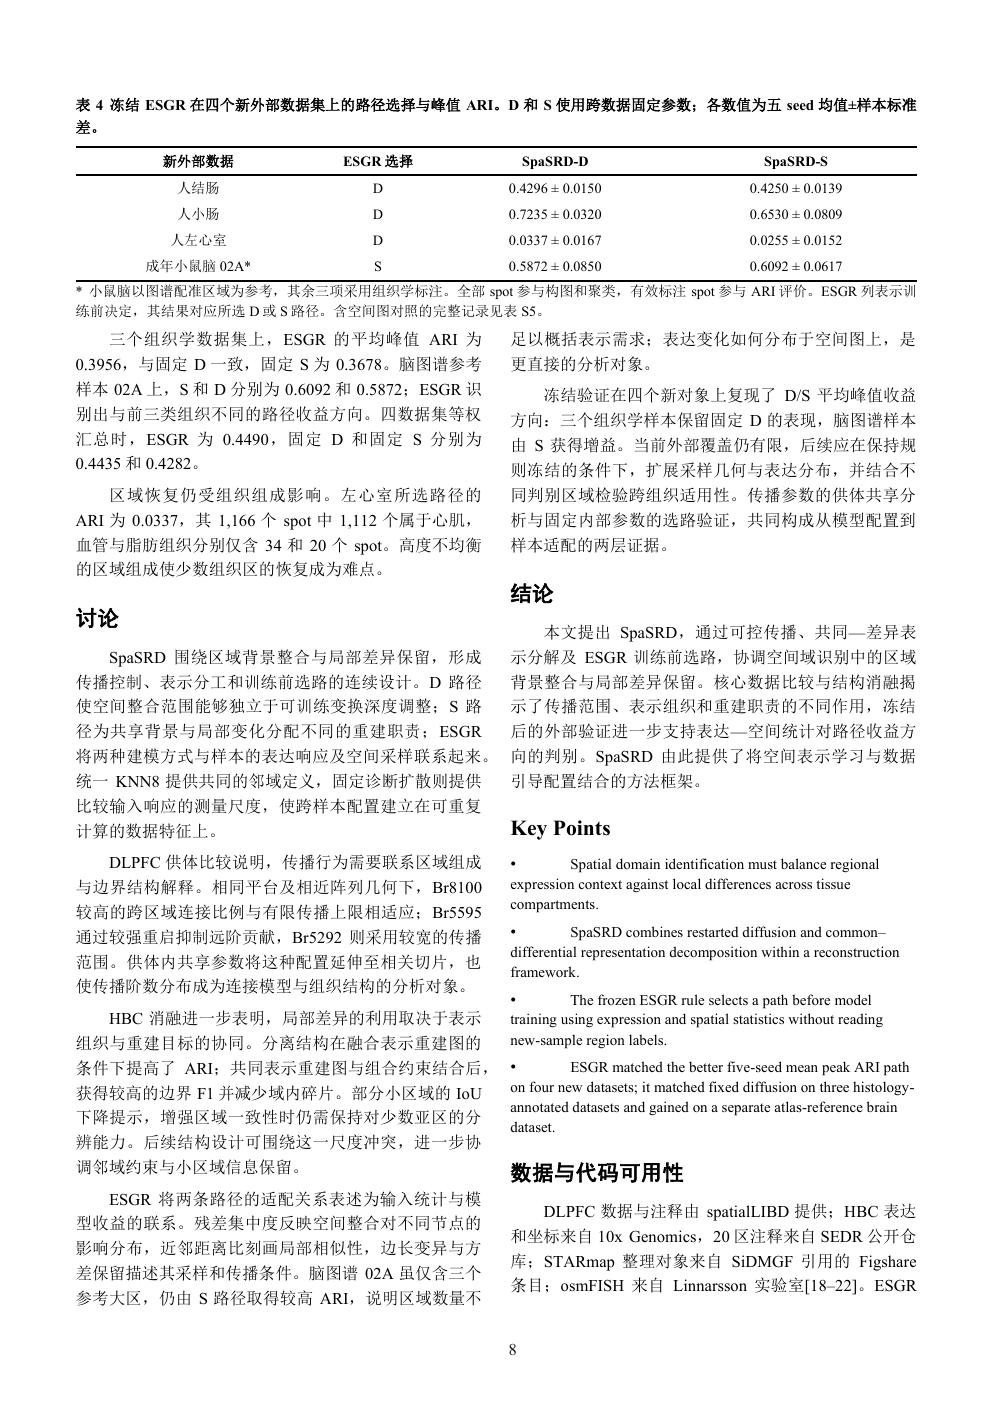 表 4 冻结 ESGR 在四个新外部数据集上的路径选择与峰值 ARI。D 和 S 使用跨数据固定参数；各数值为五 seed 均值±样本标准
差。
新外部数据 ESGR 选择 SpaSRD-D SpaSRD-S
人结肠 D 0.4296 ± 0.0150 0.4250 ± 0.0139
人小肠 D 0.7235 ± 0.0320 0.6530 ± 0.0809
人左心室 D 0.0337 ± 0.0167 0.0255 ± 0.0152
成年小鼠脑 02A* S 0.5872 ± 0.0850 0.6092 ± 0.0617
* 小鼠脑以图谱配准区域为参考，其余三项采用组织学标注。全部 spot 参与构图和聚类，有效标注 spot 参与 ARI 评价。ESGR 列表示训
练前决定，其结果对应所选 D 或 S 路径。含空间图对照的完整记录见表 S5。
三个组织学数据集上，ESGR 的平均峰值 ARI 为
0.3956，与固定 D 一致，固定 S 为 0.3678。脑图谱参考
样本 02A 上，S 和 D 分别为 0.6092 和 0.5872；ESGR 识
别出与前三类组织不同的路径收益方向。四数据集等权
汇总时，ESGR 为 0.4490，固定 D 和固定 S 分别为
0.4435 和 0.4282。
区域恢复仍受组织组成影响。左心室所选路径的
ARI 为 0.0337，其 1,166 个 spot 中 1,112 个属于心肌，
血管与脂肪组织分别仅含 34 和 20 个 spot。高度不均衡
的区域组成使少数组织区的恢复成为难点。
讨论
SpaSRD 围绕区域背景整合与局部差异保留，形成
传播控制、表示分工和训练前选路的连续设计。D 路径
使空间整合范围能够独立于可训练变换深度调整；S 路
径为共享背景与局部变化分配不同的重建职责；ESGR
将两种建模方式与样本的表达响应及空间采样联系起来。
统一 KNN8 提供共同的邻域定义，固定诊断扩散则提供
比较输入响应的测量尺度，使跨样本配置建立在可重复
计算的数据特征上。
DLPFC 供体比较说明，传播行为需要联系区域组成
与边界结构解释。相同平台及相近阵列几何下，Br8100
较高的跨区域连接比例与有限传播上限相适应；Br5595
通过较强重启抑制远阶贡献，Br5292 则采用较宽的传播
范围。供体内共享参数将这种配置延伸至相关切片，也
使传播阶数分布成为连接模型与组织结构的分析对象。
HBC 消融进一步表明，局部差异的利用取决于表示
组织与重建目标的协同。分离结构在融合表示重建图的
条件下提高了 ARI；共同表示重建图与组合约束结合后，
获得较高的边界 F1 并减少域内碎片。部分小区域的 IoU
下降提示，增强区域一致性时仍需保持对少数亚区的分
辨能力。后续结构设计可围绕这一尺度冲突，进一步协
调邻域约束与小区域信息保留。
ESGR 将两条路径的适配关系表述为输入统计与模
型收益的联系。残差集中度反映空间整合对不同节点的
影响分布，近邻距离比刻画局部相似性，边长变异与方
差保留描述其采样和传播条件。脑图谱 02A 虽仅含三个
参考大区，仍由 S 路径取得较高 ARI，说明区域数量不
足以概括表示需求；表达变化如何分布于空间图上，是
更直接的分析对象。
冻结验证在四个新对象上复现了 D/S 平均峰值收益
方向：三个组织学样本保留固定 D 的表现，脑图谱样本
由 S 获得增益。当前外部覆盖仍有限，后续应在保持规
则冻结的条件下，扩展采样几何与表达分布，并结合不
同判别区域检验跨组织适用性。传播参数的供体共享分
析与固定内部参数的选路验证，共同构成从模型配置到
样本适配的两层证据。
结论
本文提出 SpaSRD，通过可控传播、共同—差异表
示分解及 ESGR 训练前选路，协调空间域识别中的区域
背景整合与局部差异保留。核心数据比较与结构消融揭
示了传播范围、表示组织和重建职责的不同作用，冻结
后的外部验证进一步支持表达—空间统计对路径收益方
向的判别。SpaSRD 由此提供了将空间表示学习与数据
引导配置结合的方法框架。
Key Points
• Spatial domain identification must balance regional
expression context against local differences across tissue
compartments.
• SpaSRD combines restarted diffusion and common–
differential representation decomposition within a reconstruction
framework.
• The frozen ESGR rule selects a path before model
training using expression and spatial statistics without reading
new-sample region labels.
• ESGR matched the better five-seed mean peak ARI path
on four new datasets; it matched fixed diffusion on three histology-
annotated datasets and gained on a separate atlas-reference brain
dataset.
数据与代码可用性
DLPFC 数据与注释由 spatialLIBD 提供；HBC 表达
和坐标来自 10x Genomics，20 区注释来自 SEDR 公开仓
库；STARmap 整理对象来自 SiDMGF 引用的 Figshare
条目；osmFISH 来自 Linnarsson 实验室[18–22]。ESGR
8